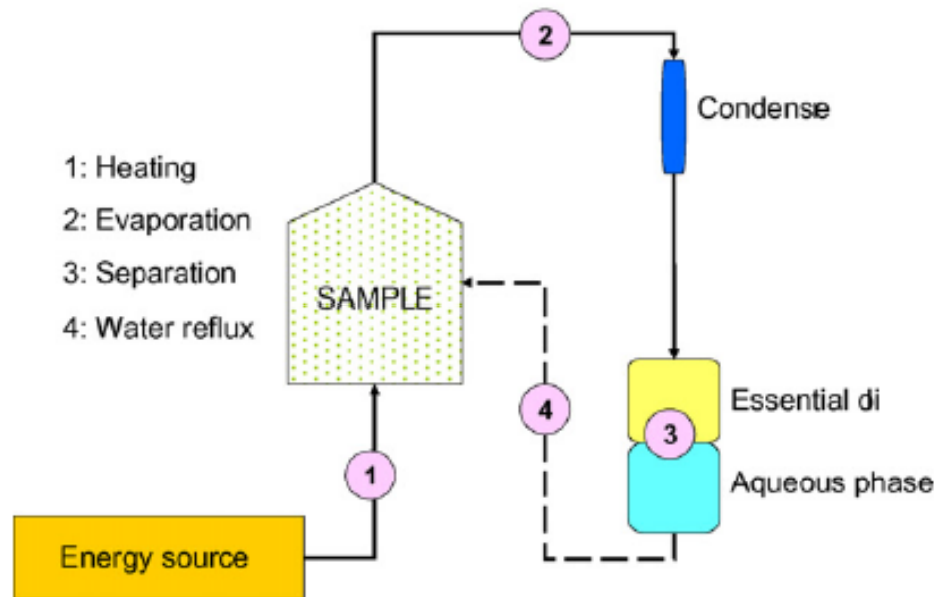 2
Condense
1: Heating
2: Evaporation
3: Separation
4: Water reflux
SAMPLE
Essential di
4
3
1
Aqueous phase
Energy source